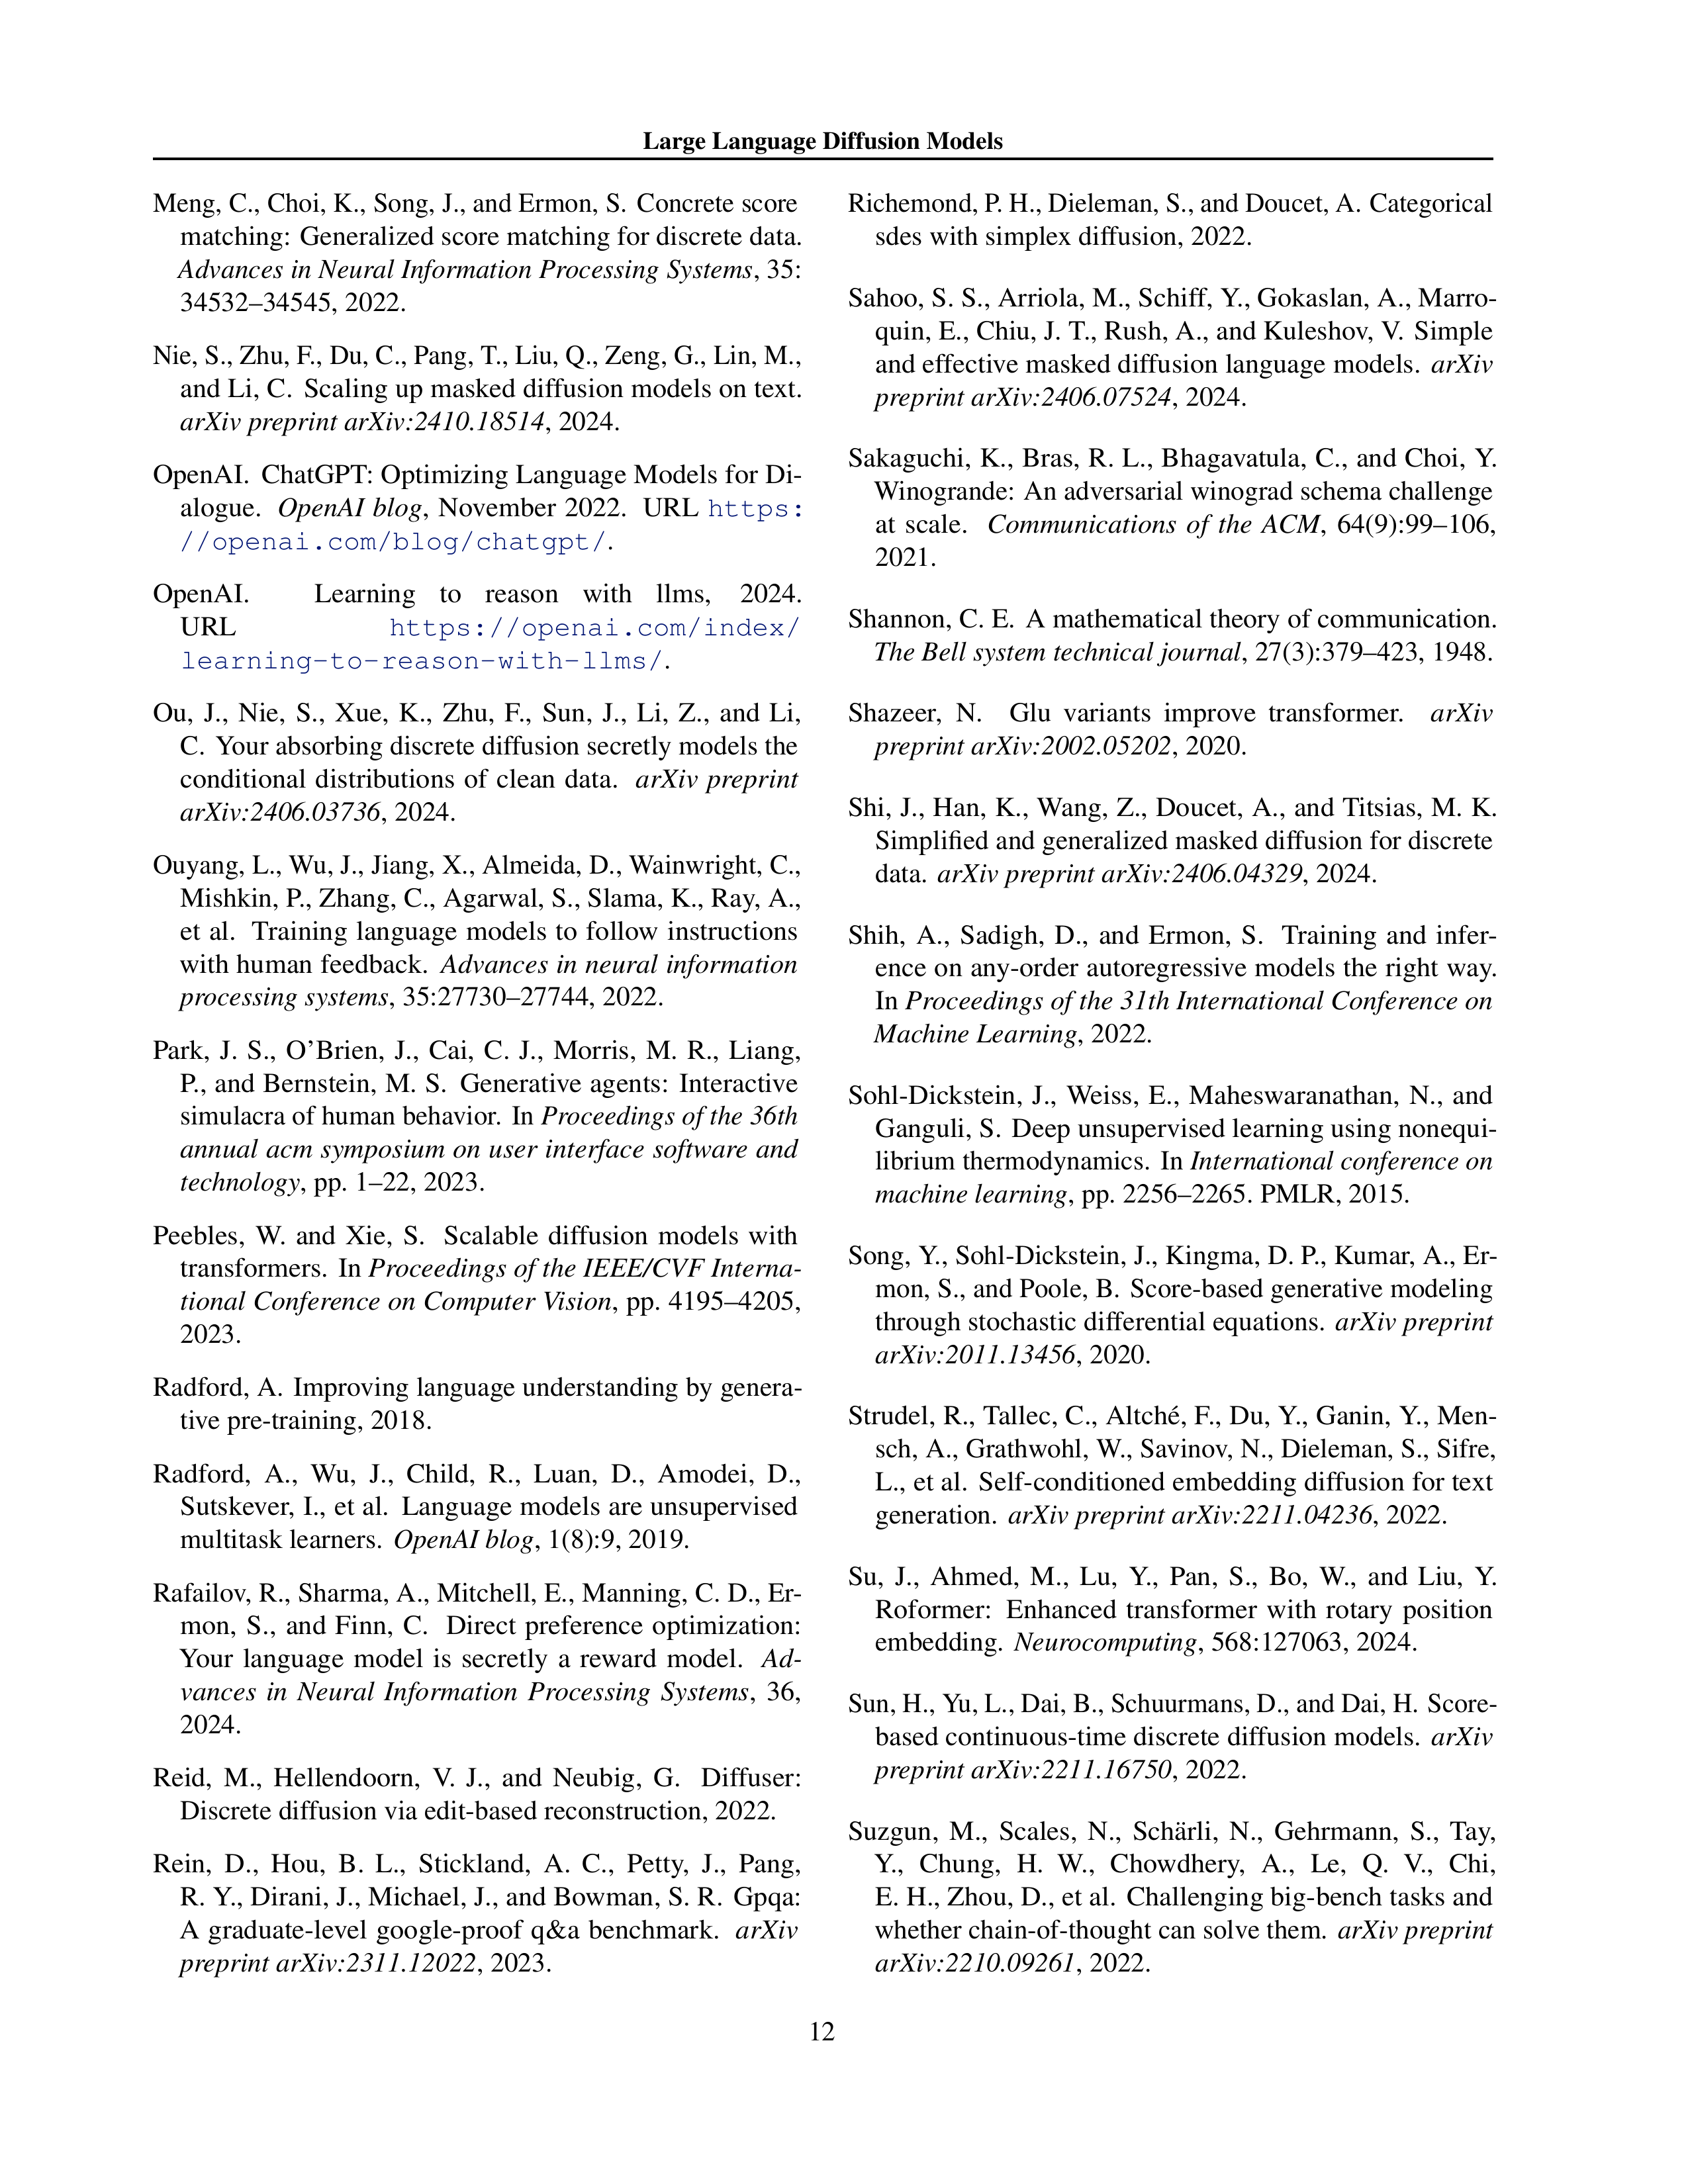 Large Language Diffusion Models
Meng, C., Choi, K., Song, J., and Ermon, S. Concrete score
matching: Generalized score matching for discrete data.
Advances in Neural Information Processing Systems, 35:
34532–34545, 2022.
Nie, S., Zhu, F., Du, C., Pang, T., Liu, Q., Zeng, G., Lin, M.,
and Li, C. Scaling up masked diffusion models on text.
arXiv preprint arXiv:2410.18514, 2024.
OpenAI. ChatGPT: Optimizing Language Models for Di-
alogue. OpenAI blog, November 2022. URL https:
//openai.com/blog/chatgpt/.
OpenAI. Learning to reason with llms, 2024.
URL https://openai.com/index/
learning-to-reason-with-llms/.
Ou, J., Nie, S., Xue, K., Zhu, F., Sun, J., Li, Z., and Li,
C. Your absorbing discrete diffusion secretly models the
conditional distributions of clean data. arXiv preprint
arXiv:2406.03736, 2024.
Ouyang, L., Wu, J., Jiang, X., Almeida, D., Wainwright, C.,
Mishkin, P., Zhang, C., Agarwal, S., Slama, K., Ray, A.,
et al. Training language models to follow instructions
with human feedback. Advances in neural information
processing systems, 35:27730–27744, 2022.
Park, J. S., O'Brien, J., Cai, C. J., Morris, M. R., Liang,
P., and Bernstein, M. S. Generative agents: Interactive
simulacra of human behavior. In Proceedings of the 36th
annual acm symposium on user interface software and
technology, pp. 1–22, 2023.
Peebles, W. and Xie, S. Scalable diffusion models with
transformers. In Proceedings of the IEEE/CVF Interna-
tional Conference on Computer Vision, pp. 4195–4205,
2023.
Radford, A. Improving language understanding by genera-
tive pre-training, 2018.
Radford, A., Wu, J., Child, R., Luan, D., Amodei, D.,
Sutskever, I., et al. Language models are unsupervised
multitask learners. OpenAI blog, 1(8):9, 2019.
Rafailov, R., Sharma, A., Mitchell, E., Manning, C. D., Er-
mon, S., and Finn, C. Direct preference optimization:
Your language model is secretly a reward model. Ad-
vances in Neural Information Processing Systems, 36,
2024.
Reid, M., Hellendoorn, V. J., and Neubig, G. Diffuser:
Discrete diffusion via edit-based reconstruction, 2022.
Rein, D., Hou, B. L., Stickland, A. C., Petty, J., Pang,
R. Y., Dirani, J., Michael, J., and Bowman, S. R. Gpqa:
A graduate-level google-proof q&a benchmark. arXiv
preprint arXiv:2311.12022, 2023.
Richemond, P. H., Dieleman, S., and Doucet, A. Categorical
sdes with simplex diffusion, 2022.
Sahoo, S. S., Arriola, M., Schiff, Y., Gokaslan, A., Marro-
quin, E., Chiu, J. T., Rush, A., and Kuleshov, V. Simple
and effective masked diffusion language models. arXiv
preprint arXiv:2406.07524, 2024.
Sakaguchi, K., Bras, R. L., Bhagavatula, C., and Choi, Y.
Winogrande: An adversarial winograd schema challenge
at scale. Communications of the ACM, 64(9):99–106,
2021.
Shannon, C. E. A mathematical theory of communication.
The Bell system technical journal, 27(3):379–423, 1948.
Shazeer, N. Glu variants improve transformer. arXiv
preprint arXiv:2002.05202, 2020.
Shi, J., Han, K., Wang, Z., Doucet, A., and Titsias, M. K.
Simplified and generalized masked diffusion for discrete
data. arXiv preprint arXiv:2406.04329, 2024.
Shih, A., Sadigh, D., and Ermon, S. Training and infer-
ence on any-order autoregressive models the right way.
In Proceedings of the 31th International Conference on
Machine Learning, 2022.
Sohl-Dickstein, J., Weiss, E., Maheswaranathan, N., and
Ganguli, S. Deep unsupervised learning using nonequi-
librium thermodynamics. In International conference on
machine learning, pp. 2256–2265. PMLR, 2015.
Song, Y., Sohl-Dickstein, J., Kingma, D. P., Kumar, A., Er-
mon, S., and Poole, B. Score-based generative modeling
through stochastic differential equations. arXiv preprint
arXiv:2011.13456, 2020.
Strudel, R., Tallec, C., Altché, F., Du, Y., Ganin, Y., Men-
sch, A., Grathwohl, W., Savinov, N., Dieleman, S., Sifre,
L., et al. Self-conditioned embedding diffusion for text
generation. arXiv preprint arXiv:2211.04236, 2022.
Su, J., Ahmed, M., Lu, Y., Pan, S., Bo, W., and Liu, Y.
Roformer: Enhanced transformer with rotary position
embedding. Neurocomputing, 568:127063, 2024.
Sun, H., Yu, L., Dai, B., Schuurmans, D., and Dai, H. Score-
based continuous-time discrete diffusion models. arXiv
preprint arXiv:2211.16750, 2022.
Suzgun, M., Scales, N., Schärli, N., Gehrmann, S., Tay,
Y., Chung, H. W., Chowdhery, A., Le, Q. V., Chi,
E. H., Zhou, D., et al. Challenging big-bench tasks and
whether chain-of-thought can solve them. arXiv preprint
arXiv:2210.09261, 2022.
12